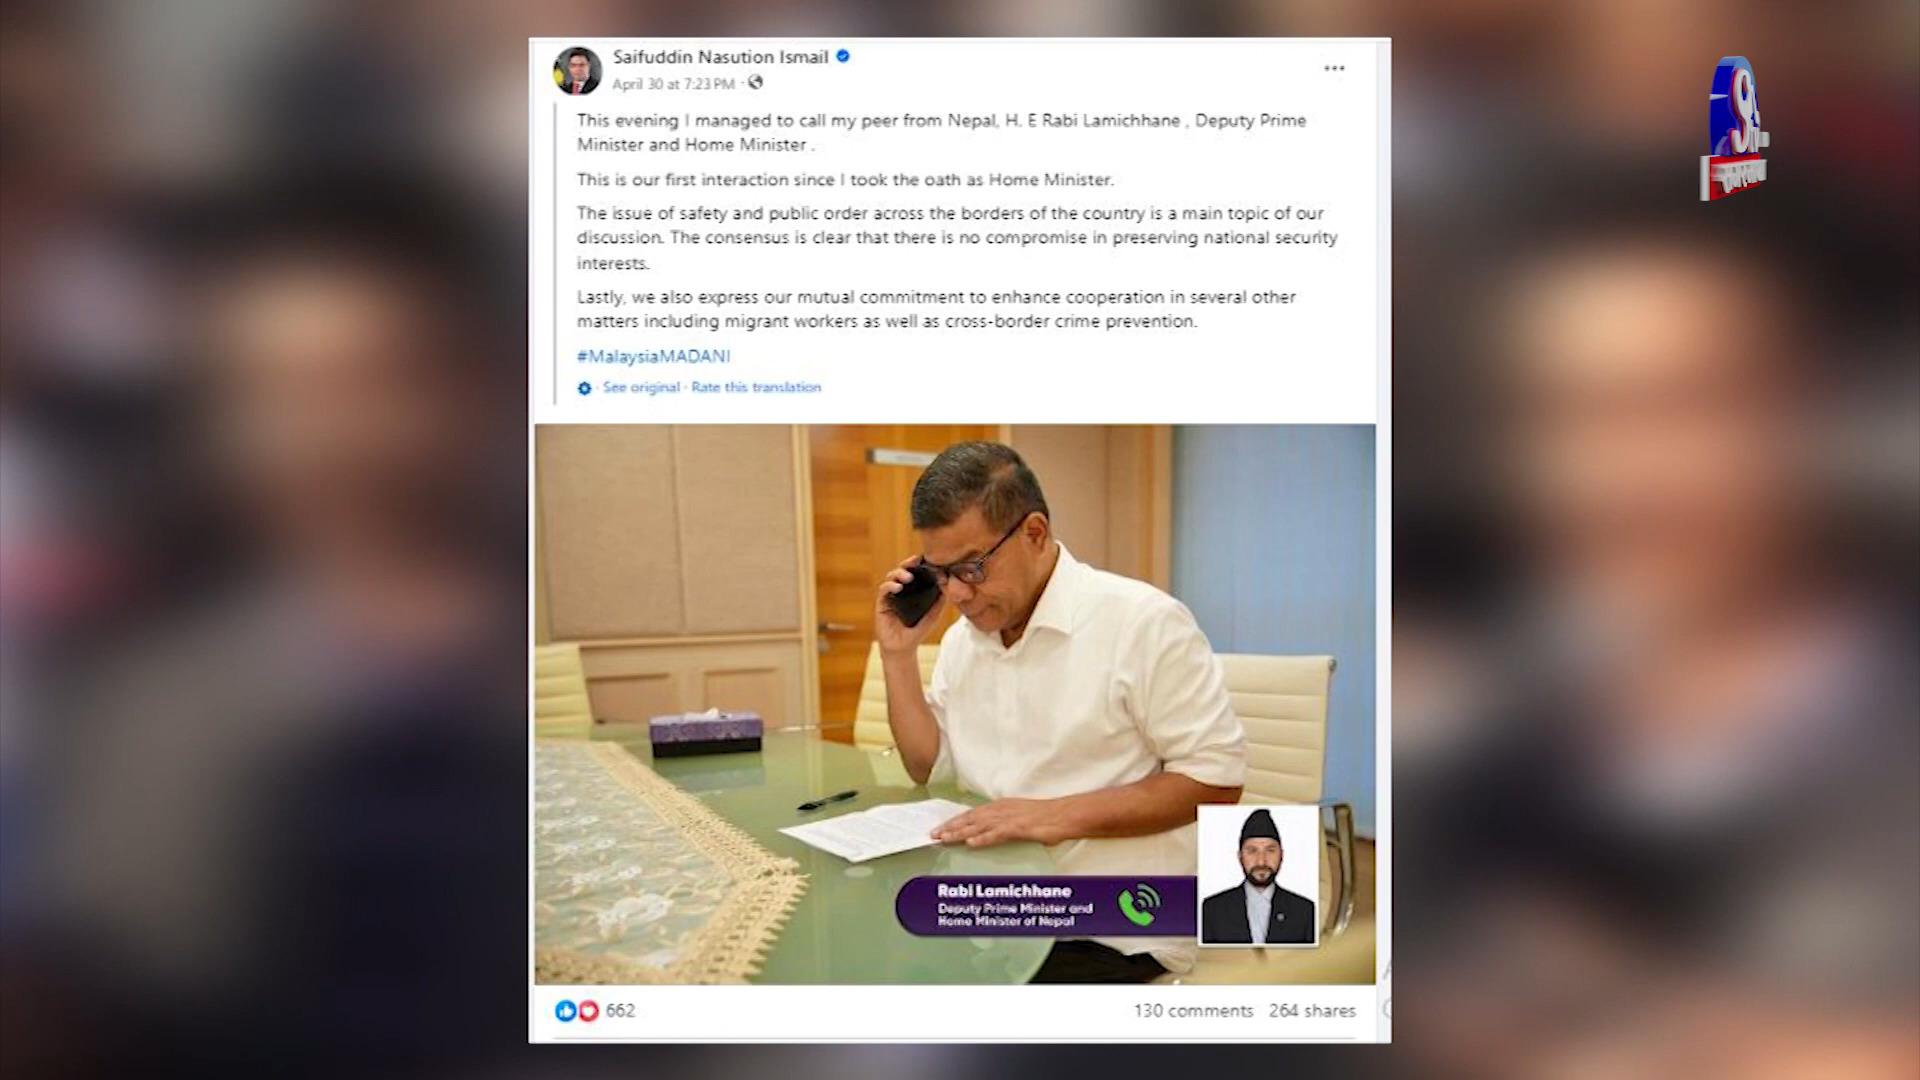 Saifuddin Nasution Ismail
April 30 at 7:23 PM ·
This evening I managed to call my peer from Nepal, H. E Rabi Lamichhane , Deputy Prime
Minister and Home Minister .
This is our first interaction since I took the oath as Home Minister.
The issue of safety and public order across the borders of the country is a main topic of our
discussion. The consensus is clear that there is no compromise in preserving national security
interests.
Lastly, we also express our mutual commitment to enhance cooperation in several other
matters including migrant workers as well as cross-border crime prevention.
#MalaysiaMADANI
· See original · Rate this translation
Rabi Lamichhane
Deputy Prime Minister and
Home Minister of Nepal
662
130 comments 264 shares